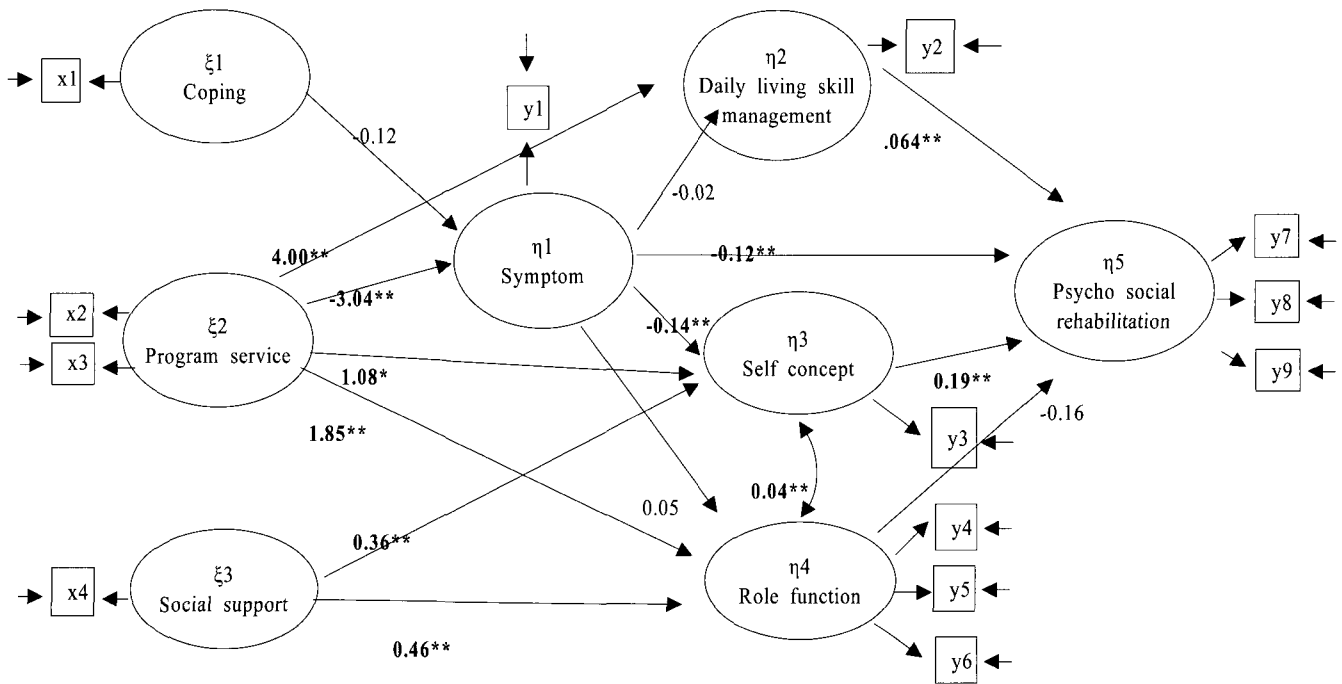 ξ1
Coping
x1
y1
η2
Daily living skill
management
y2
-0.12
.064**
-0.02
η1
Symptom
4.00**
-3.04**
-0.12**
η5
Psycho social
rehabilitation
y7
y8
y9
x2
x3
ξ2
Program service
-0.14**
η3
Self concept
1.08*
0.19**
-0.16
1.85**
y3
0.04**
0.05
0.36**
ξ3
Social support
x4
η4
Role function
y4
y5
y6
0.46**